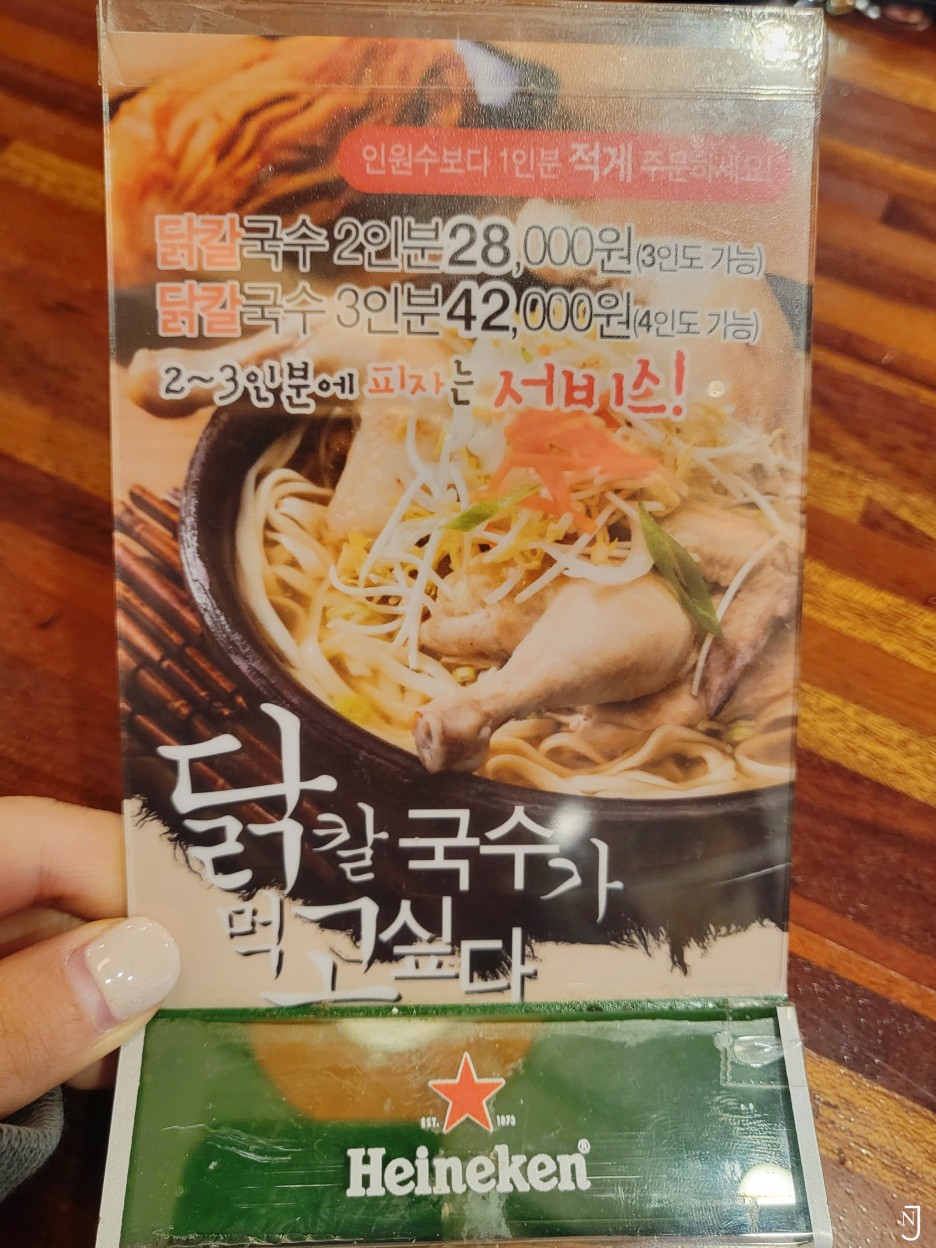 인원수보다 1인분 적게 주문하세요!
닭칼국수 2인분 28,000원(3인도 가능)
닭칼국수 3인분 42,000원(4인도 가능)
2~3인분에 피자는 서비스!
닭칼국수가
먹고싶다
EST. 1873
Heineken®
NJ